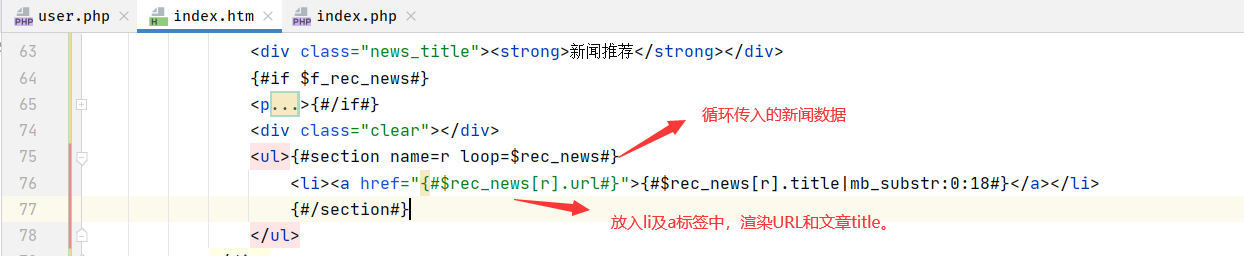 user.php index.htm index.php
63 <div class="news_title"><strong>新闻推荐</strong></div>
64 {#if $f_rec_news#}
65 <p...>{#/if#}
74 <div class="clear"></div>
循环传入的新闻数据
75 <ul>{#section name=r loop=$rec_news#}
76 <li><a href="{#$rec_news[r].url#}">{#$rec_news[r].title|mb_substr:0:18#}</a></li>
77 {#/section#}
放入li及a标签中，渲染URL和文章title。
78 </ul>